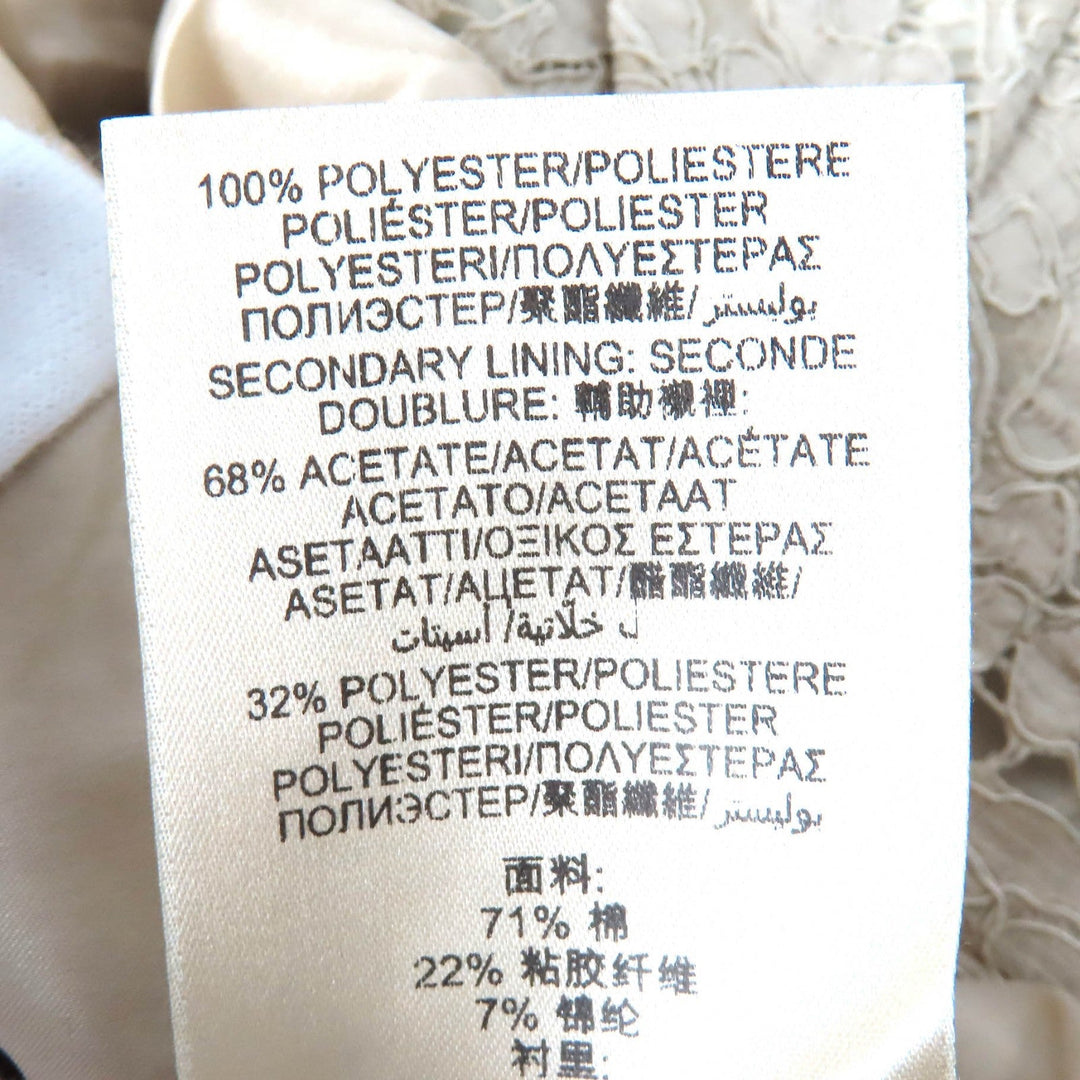 100% POLYESTER/POLIESTERE
POLIÉSTER/POLIESTER
POLYESTERI/ΠΟΛΥΕΣΤΕΡΑΣ
ПОЛИЭСТЕР/聚酯纖維/بوليستر
SECONDARY LINING: SECONDE
DOUBLURE: 輔助襯裡:
68% ACETATE/ACETAT/ACÉTATE
ACETATO/ACETAAT
ASETAATTI/ΟΞΙΚΟΣ ΕΣΤΕΡΑΣ
ASETAT/АЦЕТАТ/醋酯纖維/
ل خلّاتية/ أسيتات
32% POLYESTER/POLIESTERE
POLIÉSTER/POLIESTER
POLYESTERI/ΠΟΛΥΕΣΤΕΡΑΣ
ПОЛИЭСТЕР/聚酯纖維/بوليستر
面料:
71% 棉
22% 粘胶纤维
7% 锦纶
衬里: